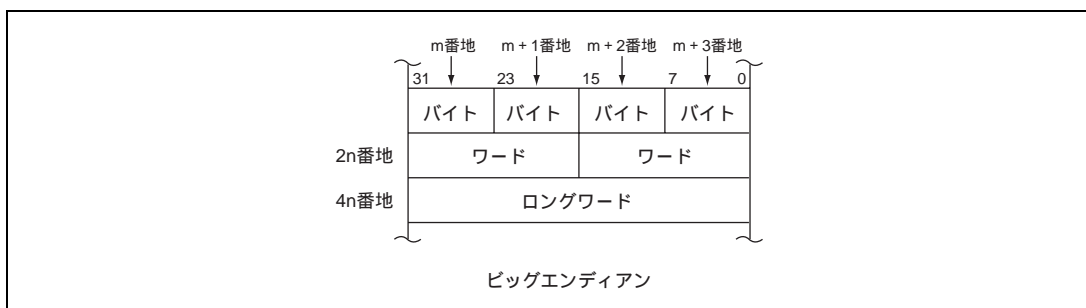 m番地 m + 1番地 m + 2番地 m + 3番地
31 23 15 7 0
バイト バイト バイト バイト
2n番地 ワード ワード
4n番地 ロングワード
ビッグエンディアン